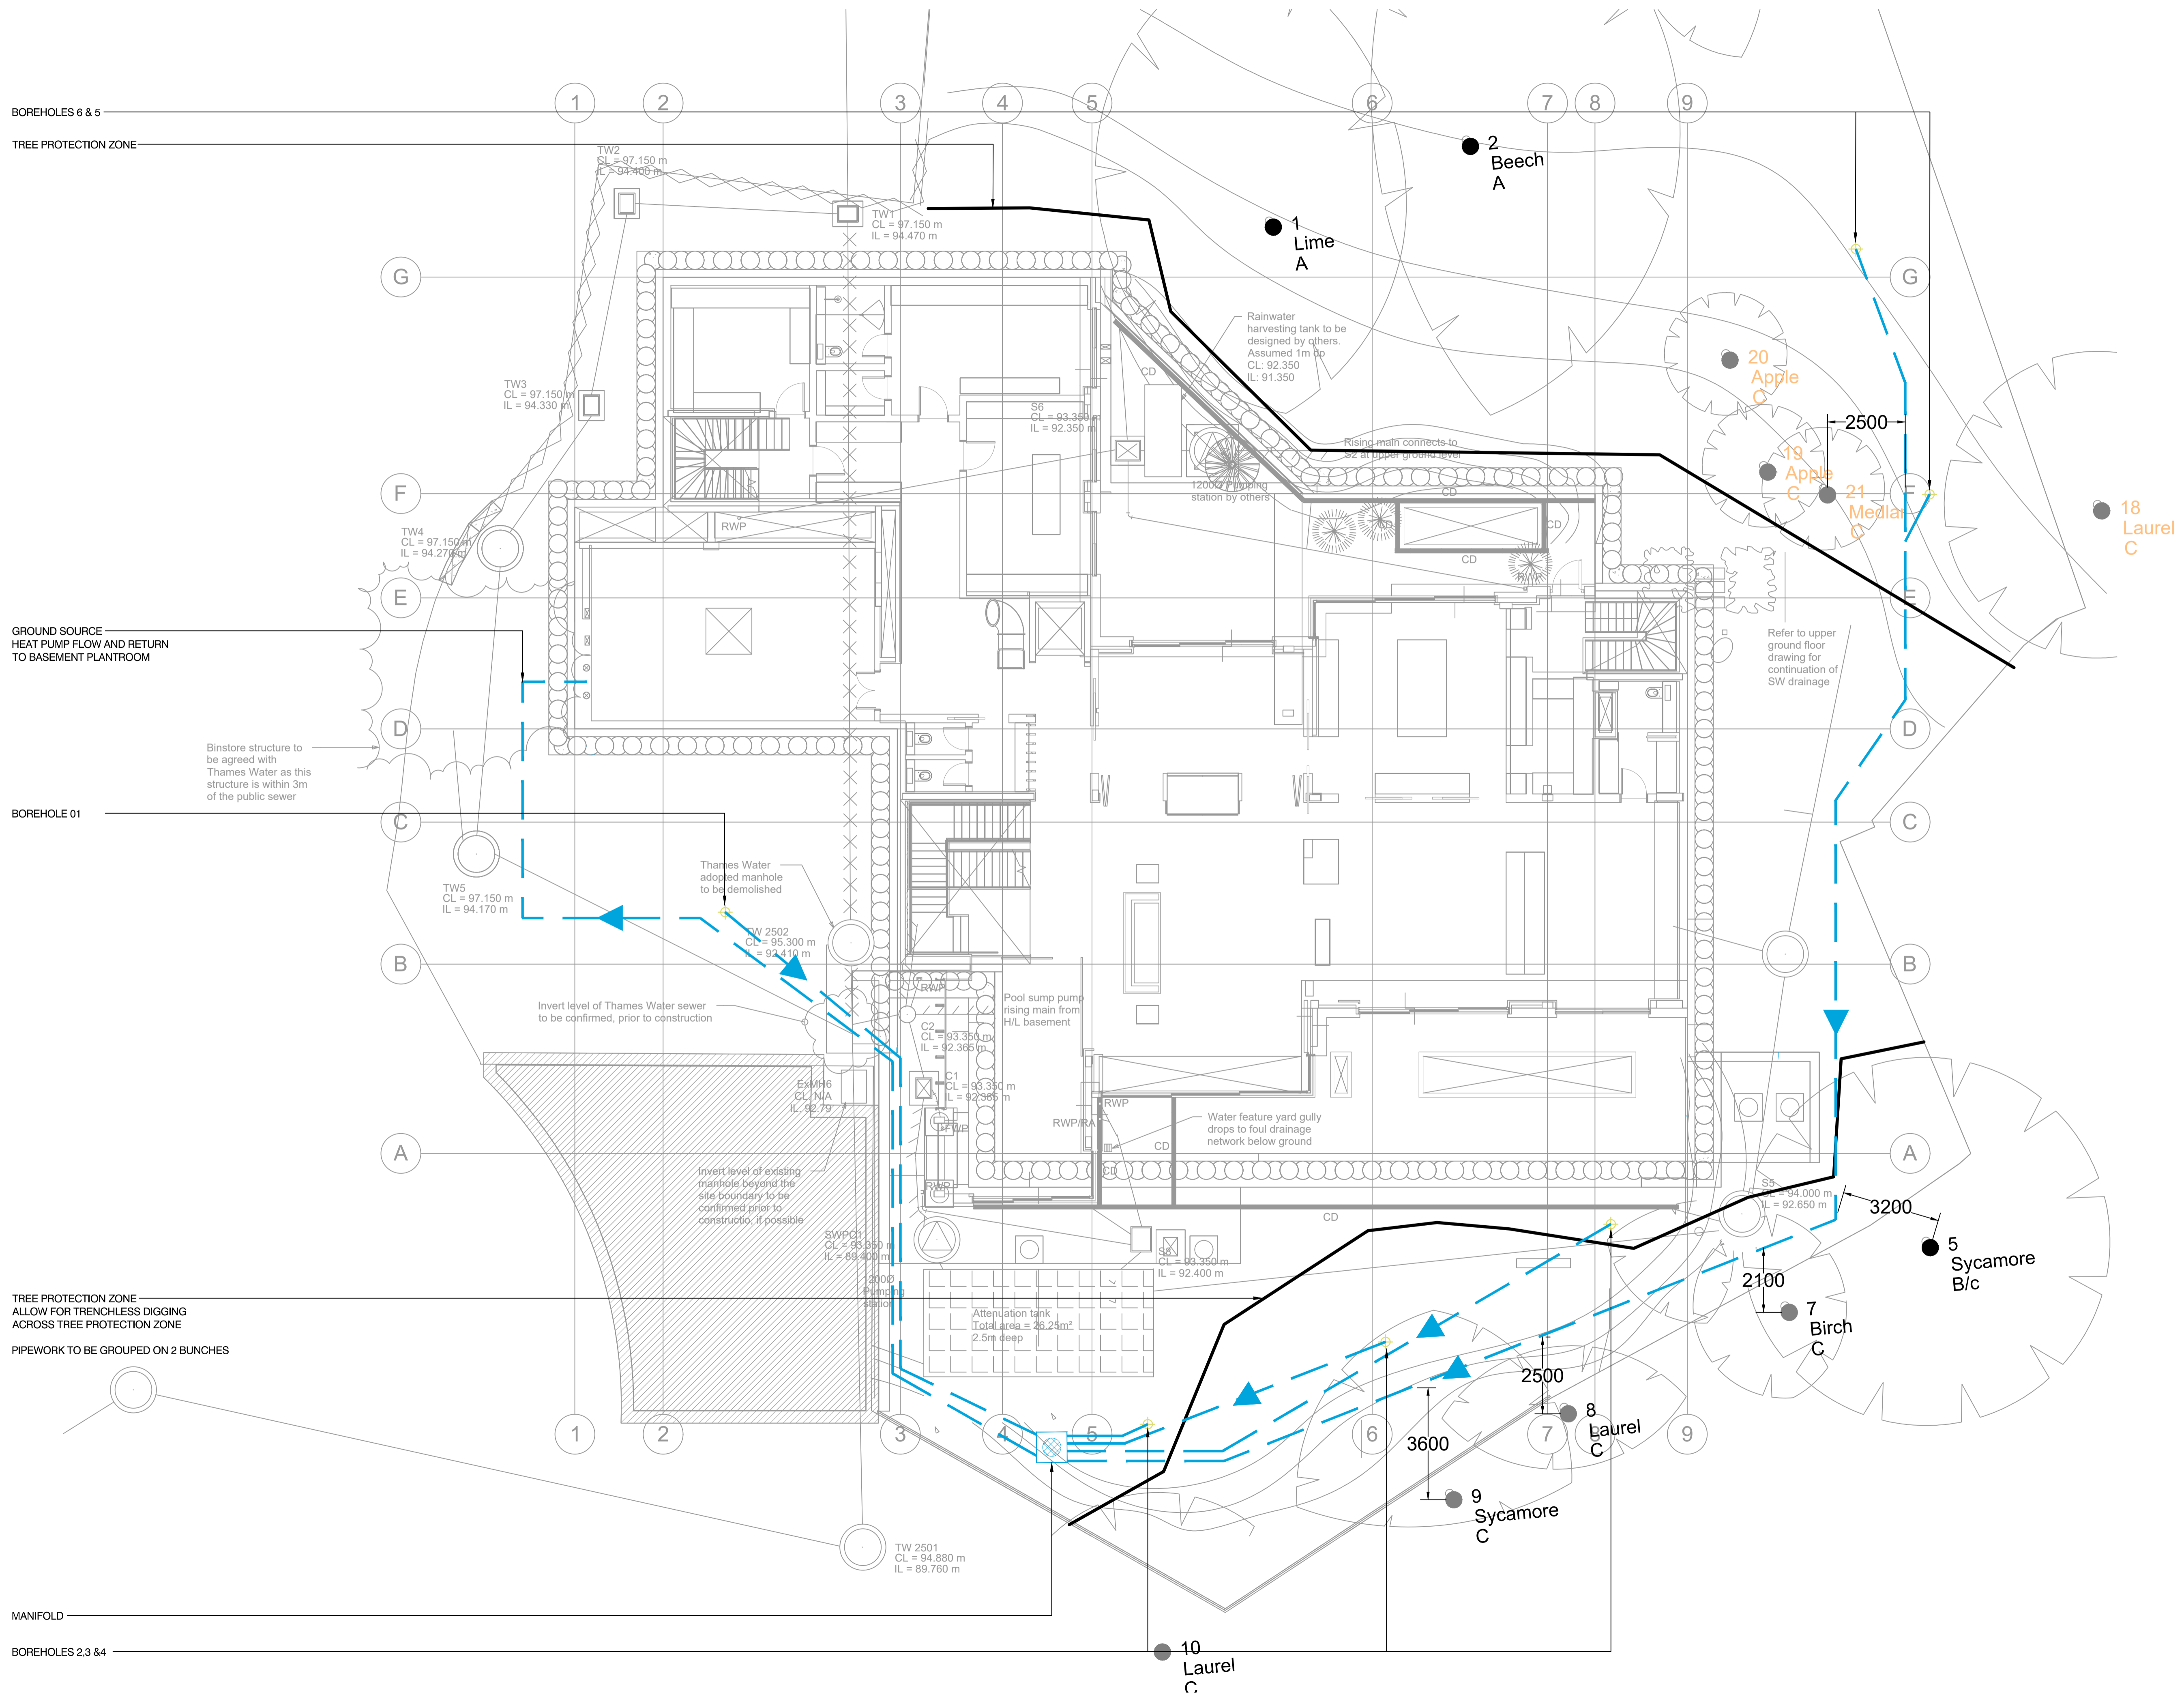 BOREHOLES 6 & 5
TREE PROTECTION ZONE
1
2
3
4
5
6
7
8
9
TW2
CL = 97.150 m
IL = 94.400 m
TW1
CL = 97.150 m
IL = 94.470 m
2
Beech
A
1
Lime
A
G
G
Rainwater
harvesting tank to be
designed by others.
Assumed 1m dp
CL: 92.350
IL: 91.350
CD
20
Apple
C
TW3
CL = 97.150 m
IL = 94.330 m
S6
CL = 93.350 m
IL = 92.350 m
2500
Rising main connects to
S2 at upper ground level
19
Apple
C
21
Medlar
C
18
Laurel
C
F
F
1200Ø Pumping
station by others
CD
RWP
CD
CD
CD
RWP
TW4
CL = 97.150 m
IL = 94.270 m
E
E
GROUND SOURCE
HEAT PUMP FLOW AND RETURN
TO BASEMENT PLANTROOM
Refer to upper
ground floor
drawing for
continuation of
SW drainage
D
D
Binstore structure to
be agreed with
Thames Water as this
structure is within 3m
of the public sewer
BOREHOLE 01
C
C
Thames Water
adopted manhole
to be demolished
TW5
CL = 97.150 m
IL = 94.170 m
TW 2502
CL = 95.300 m
IL = 92.410 m
B
B
RWP
Pool sump pump
rising main from
H/L basement
Invert level of Thames Water sewer
to be confirmed, prior to construction
C2
CL = 93.350 m
IL = 92.365 m
ExMH6
CL. N/A
IL. 92.79
C1
CL = 93.350 m
IL = 92.385 m
RWP
RWP/RA
FWP
Water feature yard gully
drops to foul drainage
network below ground
A
A
CD
CD
RWP
Invert level of existing
manhole beyond the
site boundary to be
confirmed prior to
constructio, if possible
S5
CL = 94.000 m
IL = 92.650 m
3200
CD
SWPC1
CL = 93.350 m
IL = 89.400 m
S8
CL = 93.350 m
IL = 92.400 m
5
Sycamore
B/c
2100
1200Ø
Pumping
station
TREE PROTECTION ZONE
ALLOW FOR TRENCHLESS DIGGING
ACROSS TREE PROTECTION ZONE
PIPEWORK TO BE GROUPED ON 2 BUNCHES
Attenuation tank
Total area = 26.25m²
2.5m deep
7
Birch
C
2500
8
Laurel
C
1
2
3
4
5
6
7
8
9
3600
9
Sycamore
C
TW 2501
CL = 94.880 m
IL = 89.760 m
MANIFOLD
BOREHOLES 2,3 &4
10
Laurel
C